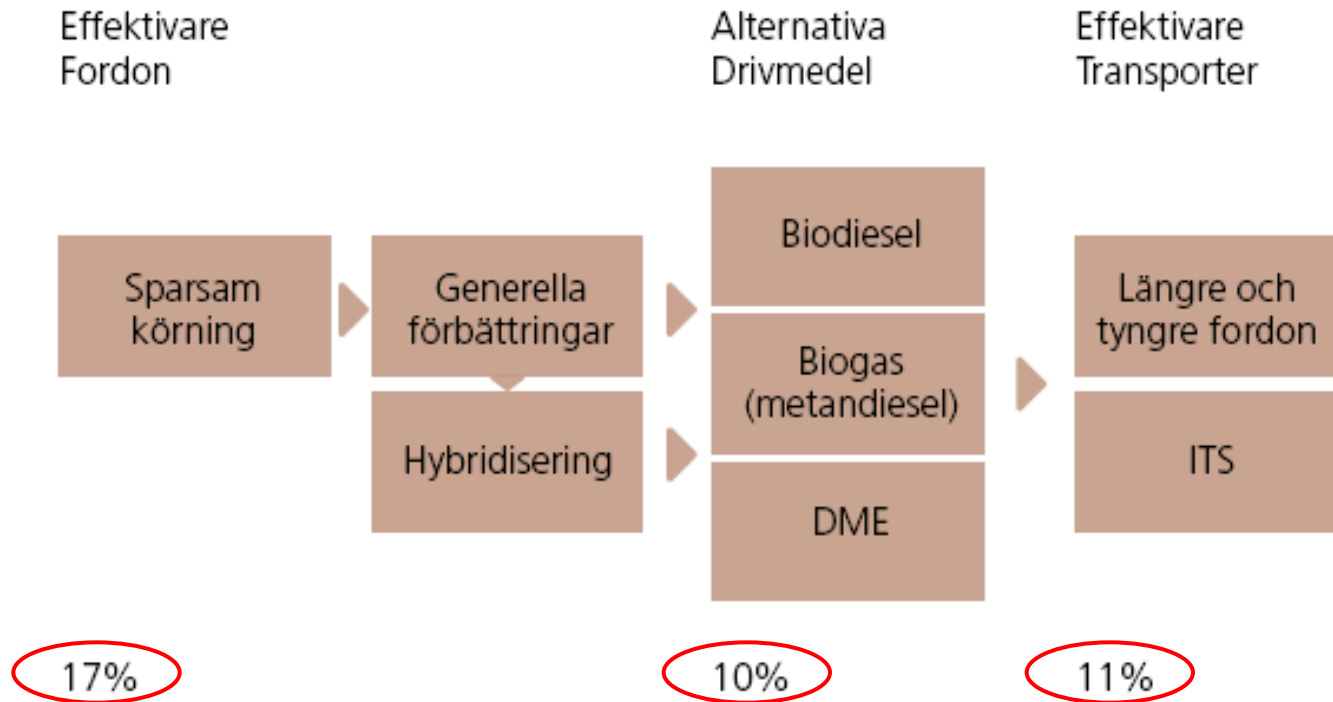 Effektivare
Fordon
Alternativa
Drivmedel
Effektivare
Transporter
Sparsam
körning
Generella
förbättringar
Hybridisering
Biodiesel
Biogas
(metandiesel)
DME
Längre och
tyngre fordon
ITS
17%
10%
11%